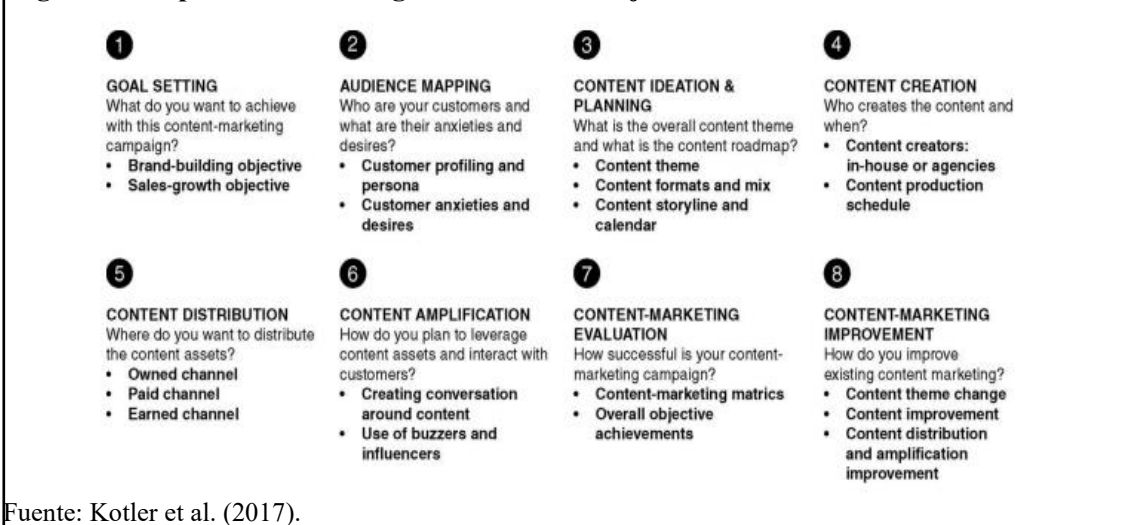 1
GOAL SETTING
What do you want to achieve
with this content-marketing
campaign?
• Brand-building objective
• Sales-growth objective
2
AUDIENCE MAPPING
Who are your customers and
what are their anxieties and
desires?
• Customer profiling and
persona
• Customer anxieties and
desires
3
CONTENT IDEATION &
PLANNING
What is the overall content theme
and what is the content roadmap?
• Content theme
• Content formats and mix
• Content storyline and
calendar
4
CONTENT CREATION
Who creates the content and
when?
• Content creators:
in-house or agencies
• Content production
schedule
5
CONTENT DISTRIBUTION
Where do you want to distribute
the content assets?
• Owned channel
• Paid channel
• Earned channel
6
CONTENT AMPLIFICATION
How do you plan to leverage
content assets and interact with
customers?
• Creating conversation
around content
• Use of buzzers and
influencers
7
CONTENT-MARKETING
EVALUATION
How successful is your content-
marketing campaign?
• Content-marketing matrics
• Overall objective
achievements
8
CONTENT-MARKETING
IMPROVEMENT
How do you improve
existing content marketing?
• Content theme change
• Content improvement
• Content distribution
and amplification
improvement
Fuente: Kotler et al. (2017).